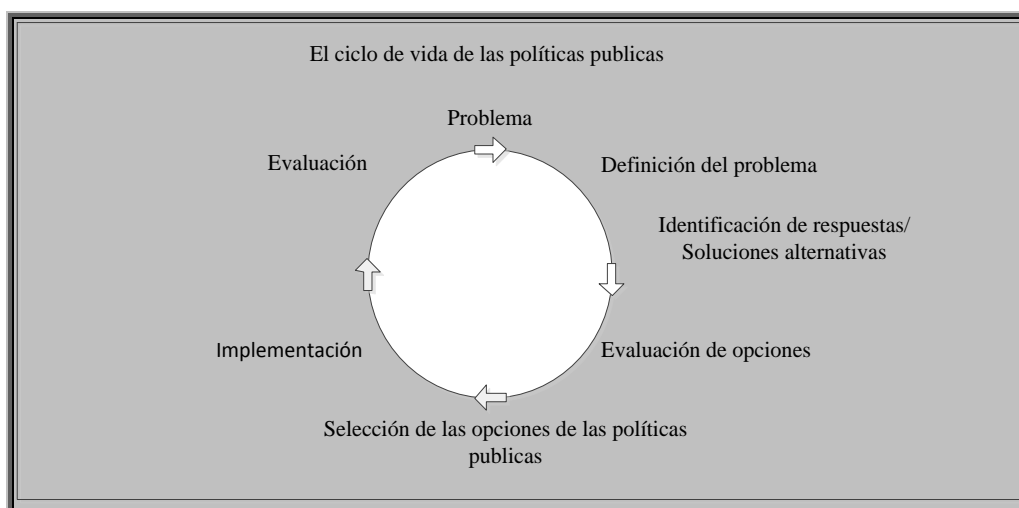 El ciclo de vida de las políticas publicas
Problema
Evaluación
Definición del problema
Identificación de respuestas/
Soluciones alternativas
Implementación
Evaluación de opciones
Selección de las opciones de las políticas
publicas